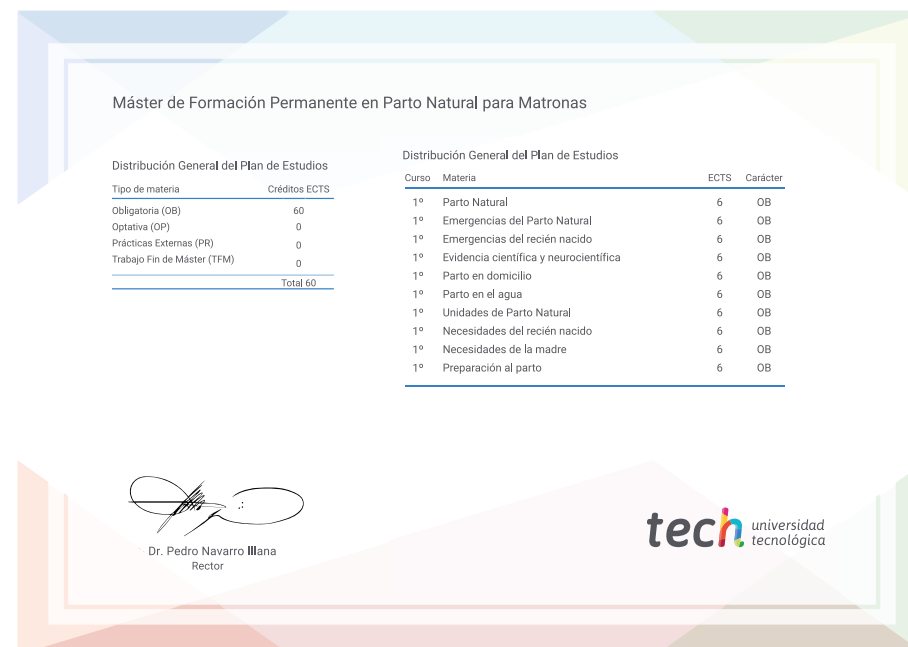 Máster de Formación Permanente en Parto Natural para Matronas
Distribución General del Plan de Estudios
Tipo de materia Créditos ECTS
Obligatoria (OB) 60
Optativa (OP) 0
Prácticas Externas (PR) 0
Trabajo Fin de Máster (TFM) 0
Total 60
Distribución General del Plan de Estudios
Curso Materia ECTS Carácter
1º Parto Natural 6 OB
1º Emergencias del Parto Natural 6 OB
1º Emergencias del recién nacido 6 OB
1º Evidencia científica y neurocientífica 6 OB
1º Parto en domicilio 6 OB
1º Parto en el agua 6 OB
1º Unidades de Parto Natural 6 OB
1º Necesidades del recién nacido 6 OB
1º Necesidades de la madre 6 OB
1º Preparación al parto 6 OB
Dr. Pedro Navarro Illana
Rector
tech universidad
tecnológica